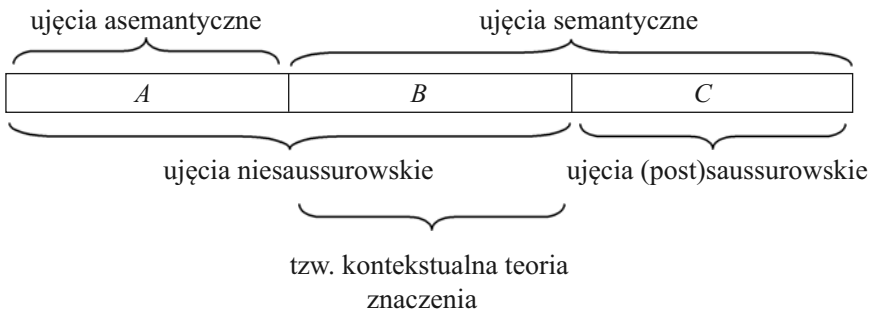 ujęcia asemantyczne ujęcia semantyczne
A B C
ujęcia niesaussurowskie ujęcia (post)saussurowskie
tzw. kontekstualna teoria
znaczenia